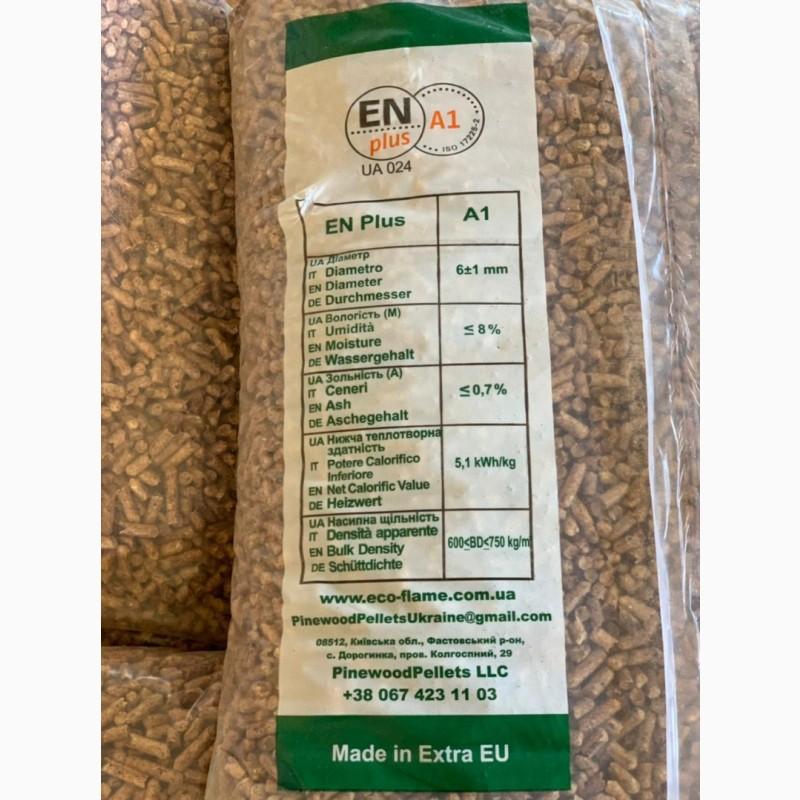 EN
plus
A1
ISO 17225-2
UA 024
EN Plus A1
UA Діаметр
IT Diametro
EN Diameter
DE Durchmesser
6±1 mm
UA Вологість (М)
IT Umidità
EN Moisture
DE Wassergehalt
≤ 8 %
UA Зольність (А)
IT Ceneri
EN Ash
DE Aschegehalt
≤ 0,7 %
UA Нижча теплотворна
здатність
IT Potere Calorifico
Inferiore
EN Net Calorific Value
DE Heizwert
5,1 kWh/kg
UA Насипна щільність
IT Densità apparente
EN Bulk Density
DE Schüttdichte
600≤BD≤750 kg/m
www.eco-flame.com.ua
PinewoodPelletsUkraine@gmail.com
08512, Київська обл., Фастовський р-он,
с. Дорогинка, пров. Колгоспний, 29
PinewoodPellets LLC
+38 067 423 11 03
Made in Extra EU